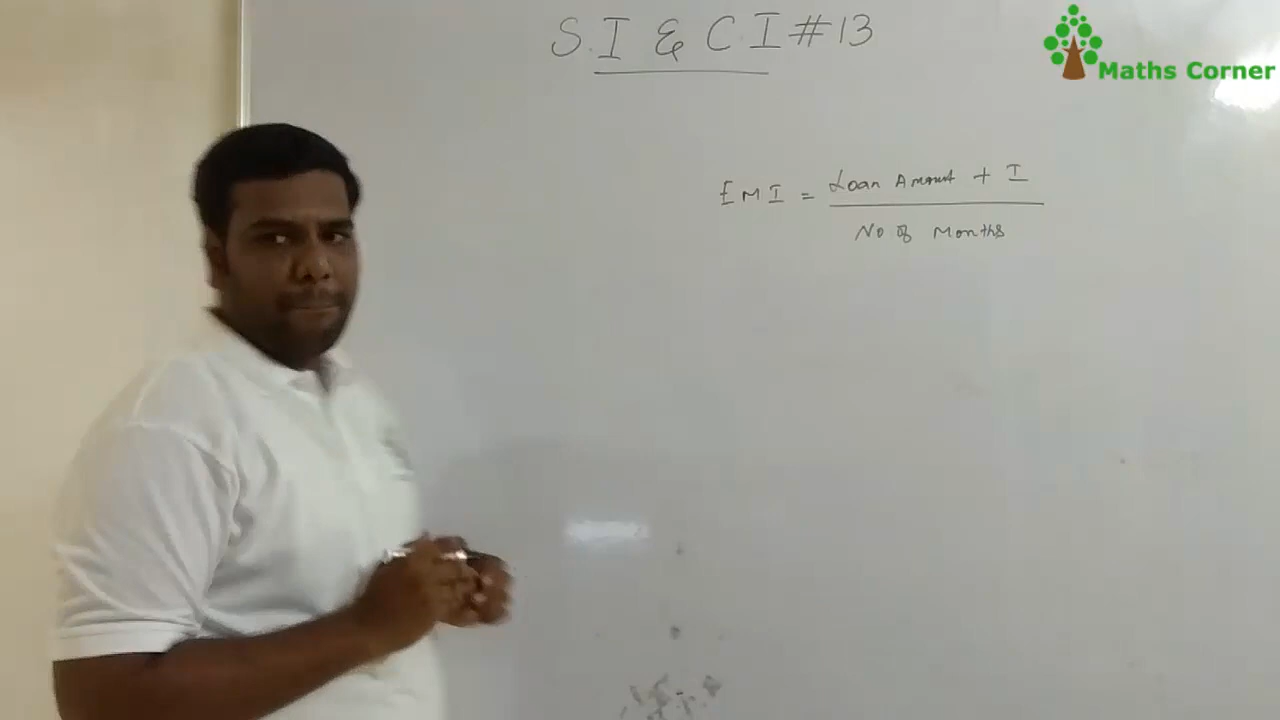 S.I & C.I #13
Maths Corner
EMI = Loan Amount + I
No of Months